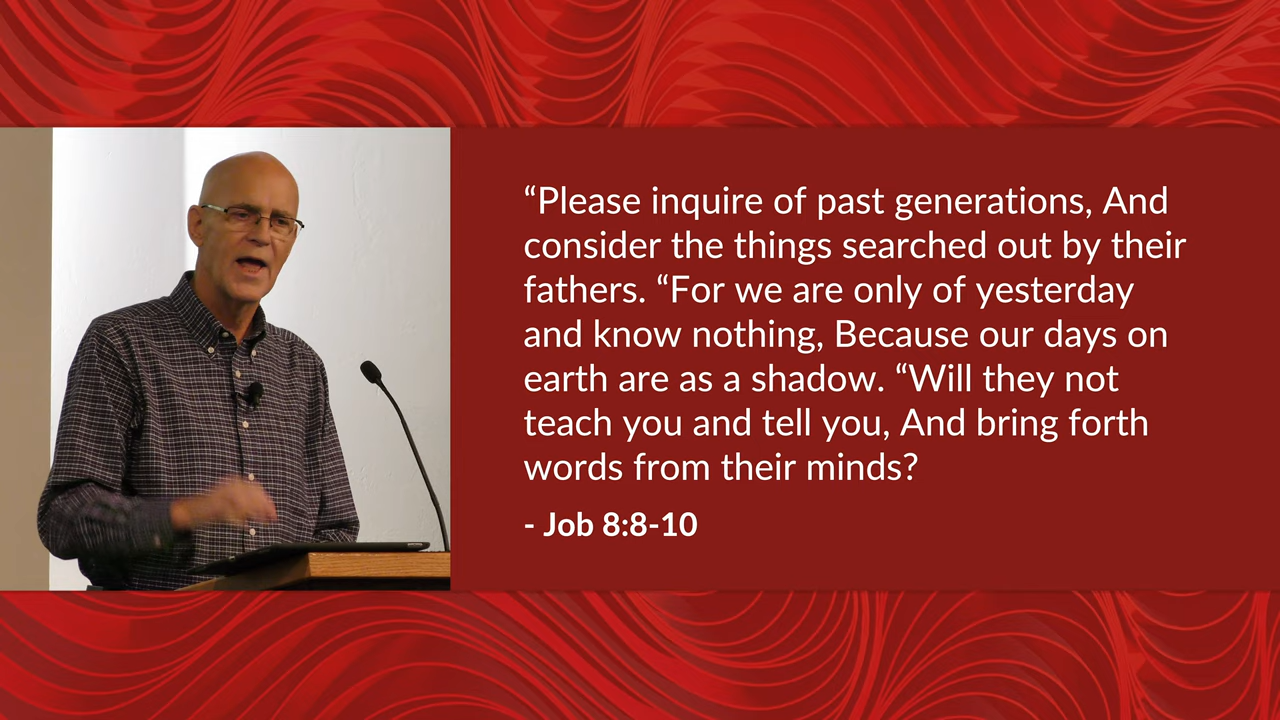 “Please inquire of past generations, And
consider the things searched out by their
fathers. “For we are only of yesterday
and know nothing, Because our days on
earth are as a shadow. “Will they not
teach you and tell you, And bring forth
words from their minds?
- Job 8:8-10